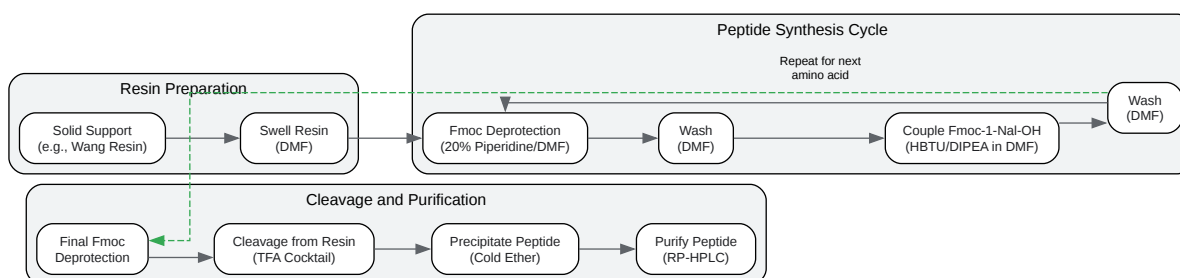 Peptide Synthesis Cycle
Repeat for next
amino acid
Resin Preparation
Solid Support
(e.g., Wang Resin)
Swell Resin
(DMF)
Fmoc Deprotection
(20% Piperidine/DMF)
Wash
(DMF)
Couple Fmoc-1-Nal-OH
(HBTU/DIPEA in DMF)
Wash
(DMF)
Cleavage and Purification
Final Fmoc
Deprotection
Cleavage from Resin
(TFA Cocktail)
Precipitate Peptide
(Cold Ether)
Purify Peptide
(RP-HPLC)